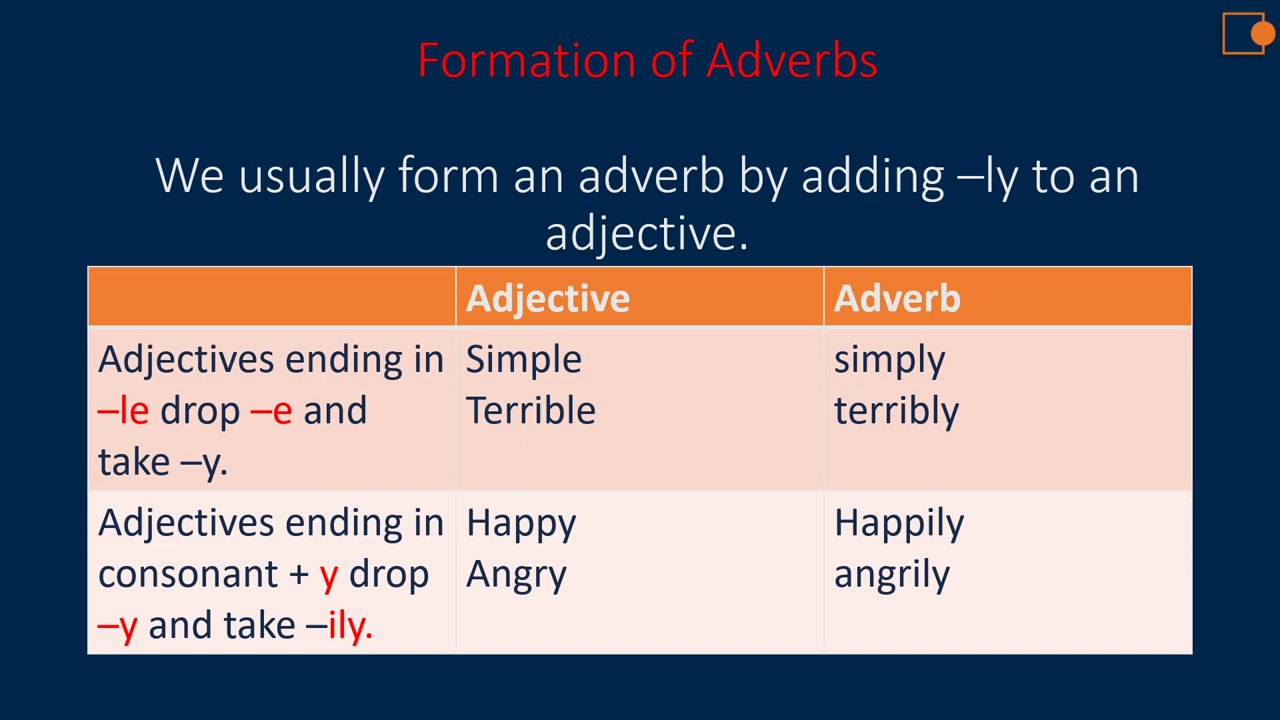 Formation of Adverbs
We usually form an adverb by adding –ly to an
adjective.
Adjective Adverb
Adjectives ending in Simple simply
–le drop –e and Terrible terribly
take –y.
Adjectives ending in Happy Happily
consonant + y drop Angry angrily
–y and take –ily.